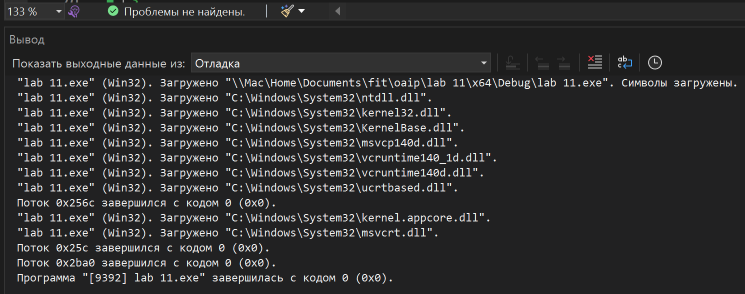 133 %
Проблемы не найдены.
Вывод
Показать выходные данные из: Отладка
"lab 11.exe" (Win32). Загружено "\\Mac\Home\Documents\fit\oaip\lab 11\x64\Debug\lab 11.exe". Символы загружены.
"lab 11.exe" (Win32). Загружено "C:\Windows\System32\ntdll.dll".
"lab 11.exe" (Win32). Загружено "C:\Windows\System32\kernel32.dll".
"lab 11.exe" (Win32). Загружено "C:\Windows\System32\KernelBase.dll".
"lab 11.exe" (Win32). Загружено "C:\Windows\System32\msvcp140d.dll".
"lab 11.exe" (Win32). Загружено "C:\Windows\System32\vcruntime140_1d.dll".
"lab 11.exe" (Win32). Загружено "C:\Windows\System32\vcruntime140d.dll".
"lab 11.exe" (Win32). Загружено "C:\Windows\System32\ucrtbased.dll".
Поток 0x256c завершился с кодом 0 (0x0).
"lab 11.exe" (Win32). Загружено "C:\Windows\System32\kernel.appcore.dll".
"lab 11.exe" (Win32). Загружено "C:\Windows\System32\msvcrt.dll".
Поток 0x25c завершился с кодом 0 (0x0).
Поток 0x2ba0 завершился с кодом 0 (0x0).
Программа "[9392] lab 11.exe" завершилась с кодом 0 (0x0).